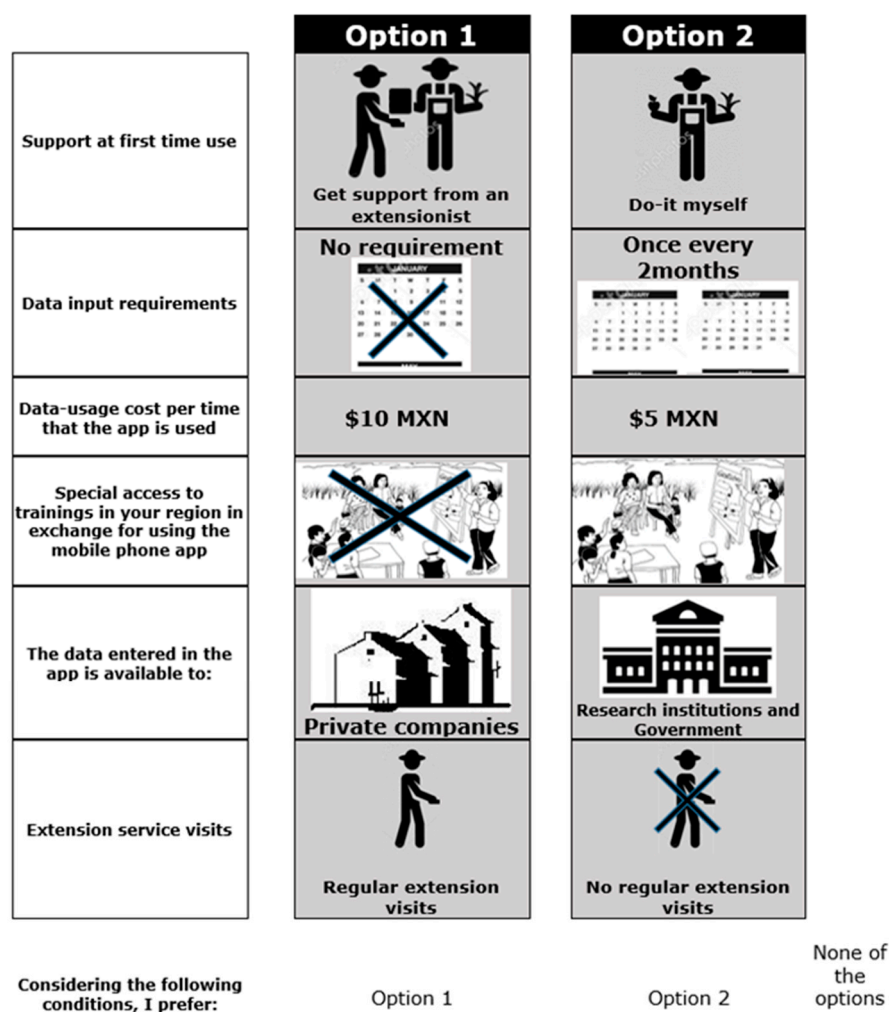 Option 1
Option 2
Support at first time use
Get support from an
extensionist
Do-it myself
Data input requirements
No requirement
JANUARY
Once every
2months
JANUARY
JANUARY
Data-usage cost per time
that the app is used
$10 MXN
$5 MXN
Special access to
trainings in your region in
exchange for using the
mobile phone app
The data entered in the
app is available to:
Private companies
Research institutions and
Government
Extension service visits
Regular extension
visits
No regular extension
visits
Considering the following
conditions, I prefer:
Option 1
Option 2
None of
the
options